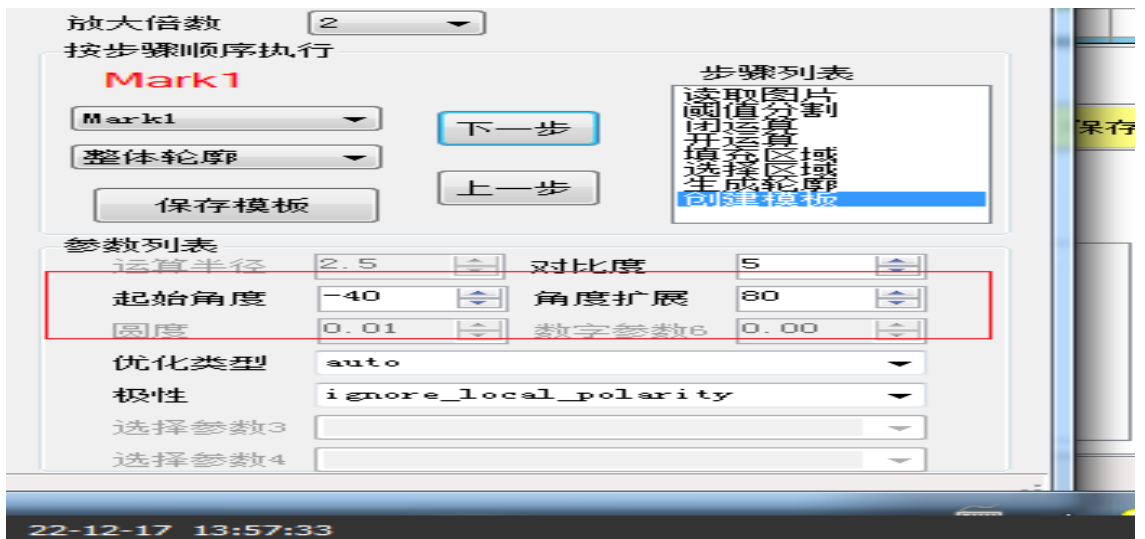 放大倍数 2
按步骤顺序执行
Mark1
步骤列表
Mark1
整体轮廓
下一步
上一步
保存模板
读取图片
阈值分割
闭运算
开运算
填充区域
选择区域
生成轮廓
创建模板
保存
参数列表
运算半径 2.5 对比度 5
起始角度 -40 角度扩展 80
圆度 0.01 数字参数6 0.00
优化类型 auto
极性 ignore_local_polarity
选择参数3
选择参数4
22-12-17 13:57:33